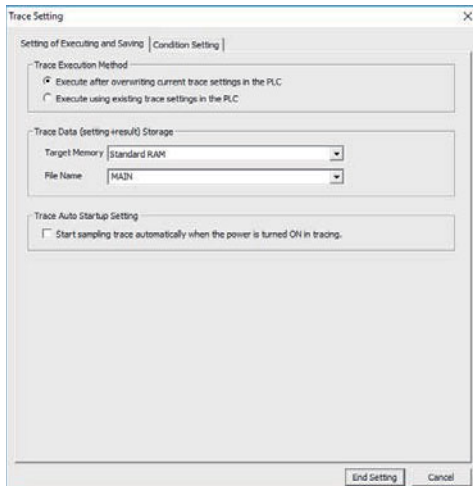 Trace Setting
Setting of Executing and Saving
Condition Setting
Trace Execution Method
Execute after overwriting current trace settings in the PLC
Execute using existing trace settings in the PLC
Trace Data (setting+result) Storage
Target Memory
Standard RAM
File Name
MAIN
Trace Auto Startup Setting
Start sampling trace automatically when the power is turned ON in tracing.
End Setting
Cancel